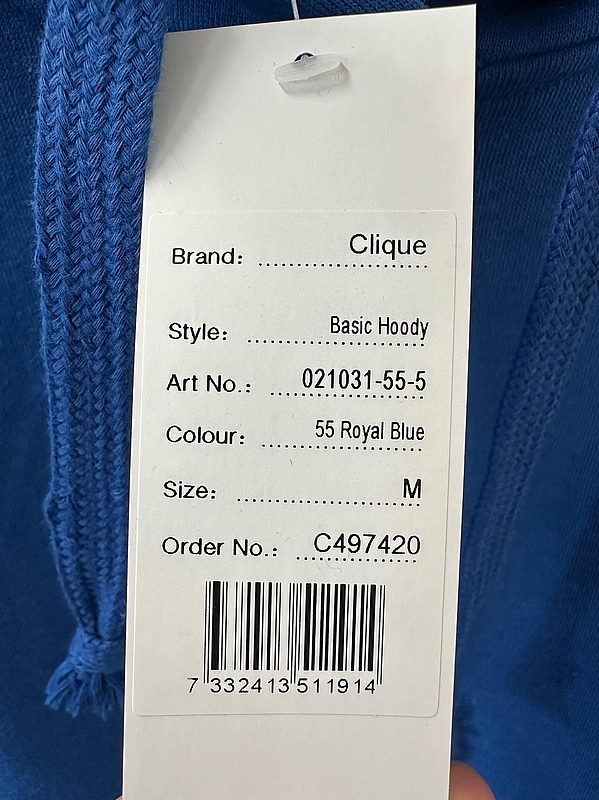 Brand: Clique
Style: Basic Hoody
Art No.: 021031-55-5
Colour: 55 Royal Blue
Size: M
Order No.: C497420
7 332413 511914